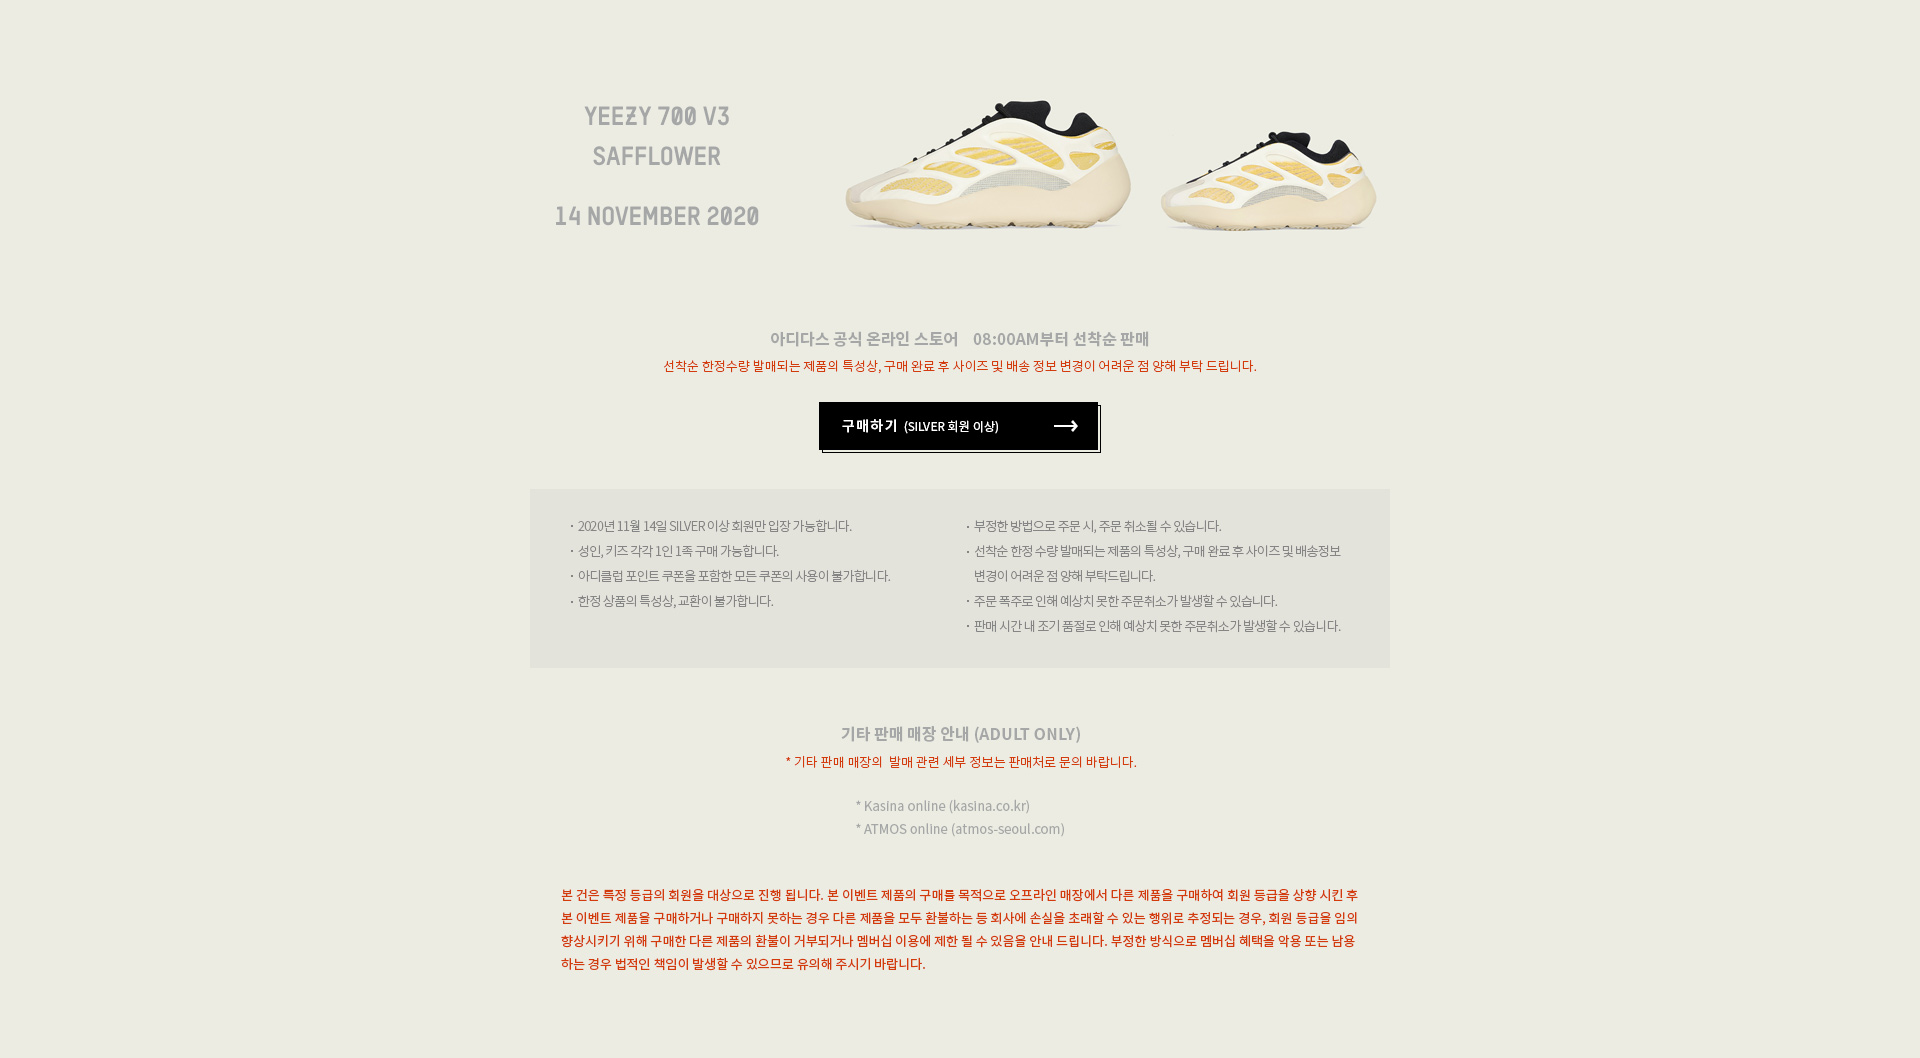 YEEZY 700 V3
SAFFLOWER
14 NOVEMBER 2020
아디다스 공식 온라인 스토어 08:00AM부터 선착순 판매
선착순 한정수량 발매되는 제품의 특성상, 구매 완료 후 사이즈 및 배송 정보 변경이 어려운 점 양해 부탁 드립니다.
구매하기 (SILVER 회원 이상)
· 2020년 11월 14일 SILVER 이상 회원만 입장 가능합니다.
· 성인, 키즈 각각 1인 1족 구매 가능합니다.
· 아디클럽 포인트 쿠폰을 포함한 모든 쿠폰의 사용이 불가합니다.
· 한정 상품의 특성상, 교환이 불가합니다.
· 부정한 방법으로 주문 시, 주문 취소될 수 있습니다.
· 선착순 한정 수량 발매되는 제품의 특성상, 구매 완료 후 사이즈 및 배송정보
변경이 어려운 점 양해 부탁드립니다.
· 주문 폭주로 인해 예상치 못한 주문취소가 발생할 수 있습니다.
· 판매 시간 내 조기 품절로 인해 예상치 못한 주문취소가 발생할 수 있습니다.
기타 판매 매장 안내 (ADULT ONLY)
* 기타 판매 매장의 발매 관련 세부 정보는 판매처로 문의 바랍니다.
* Kasina online (kasina.co.kr)
* ATMOS online (atmos-seoul.com)
본 건은 특정 등급의 회원을 대상으로 진행 됩니다. 본 이벤트 제품의 구매를 목적으로 오프라인 매장에서 다른 제품을 구매하여 회원 등급을 상향 시킨 후
본 이벤트 제품을 구매하거나 구매하지 못하는 경우 다른 제품을 모두 환불하는 등 회사에 손실을 초래할 수 있는 행위로 추정되는 경우, 회원 등급을 임의
향상시키기 위해 구매한 다른 제품의 환불이 거부되거나 멤버십 이용에 제한 될 수 있음을 안내 드립니다. 부정한 방식으로 멤버십 혜택을 악용 또는 남용
하는 경우 법적인 책임이 발생할 수 있으므로 유의해 주시기 바랍니다.